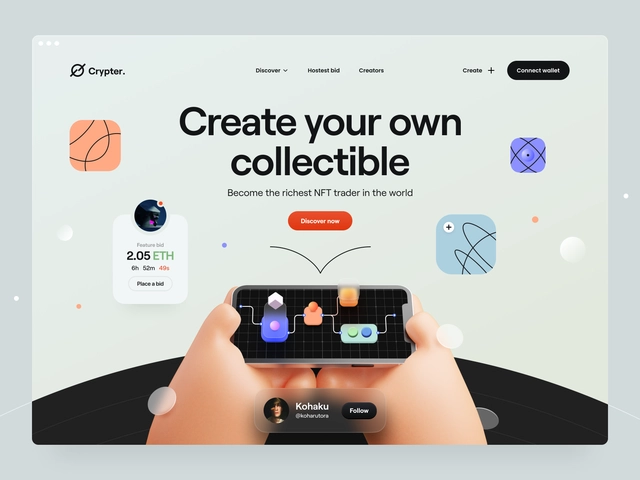 Crypter.
Discover
Hostest bid
Creators
Create
Connect wallet
Create your own
collectible
Become the richest NFT trader in the world
Discover now
Feature bid
2.05 ETH
6h 52m 49s
Place a bid
Kohaku
@koharutora
Follow